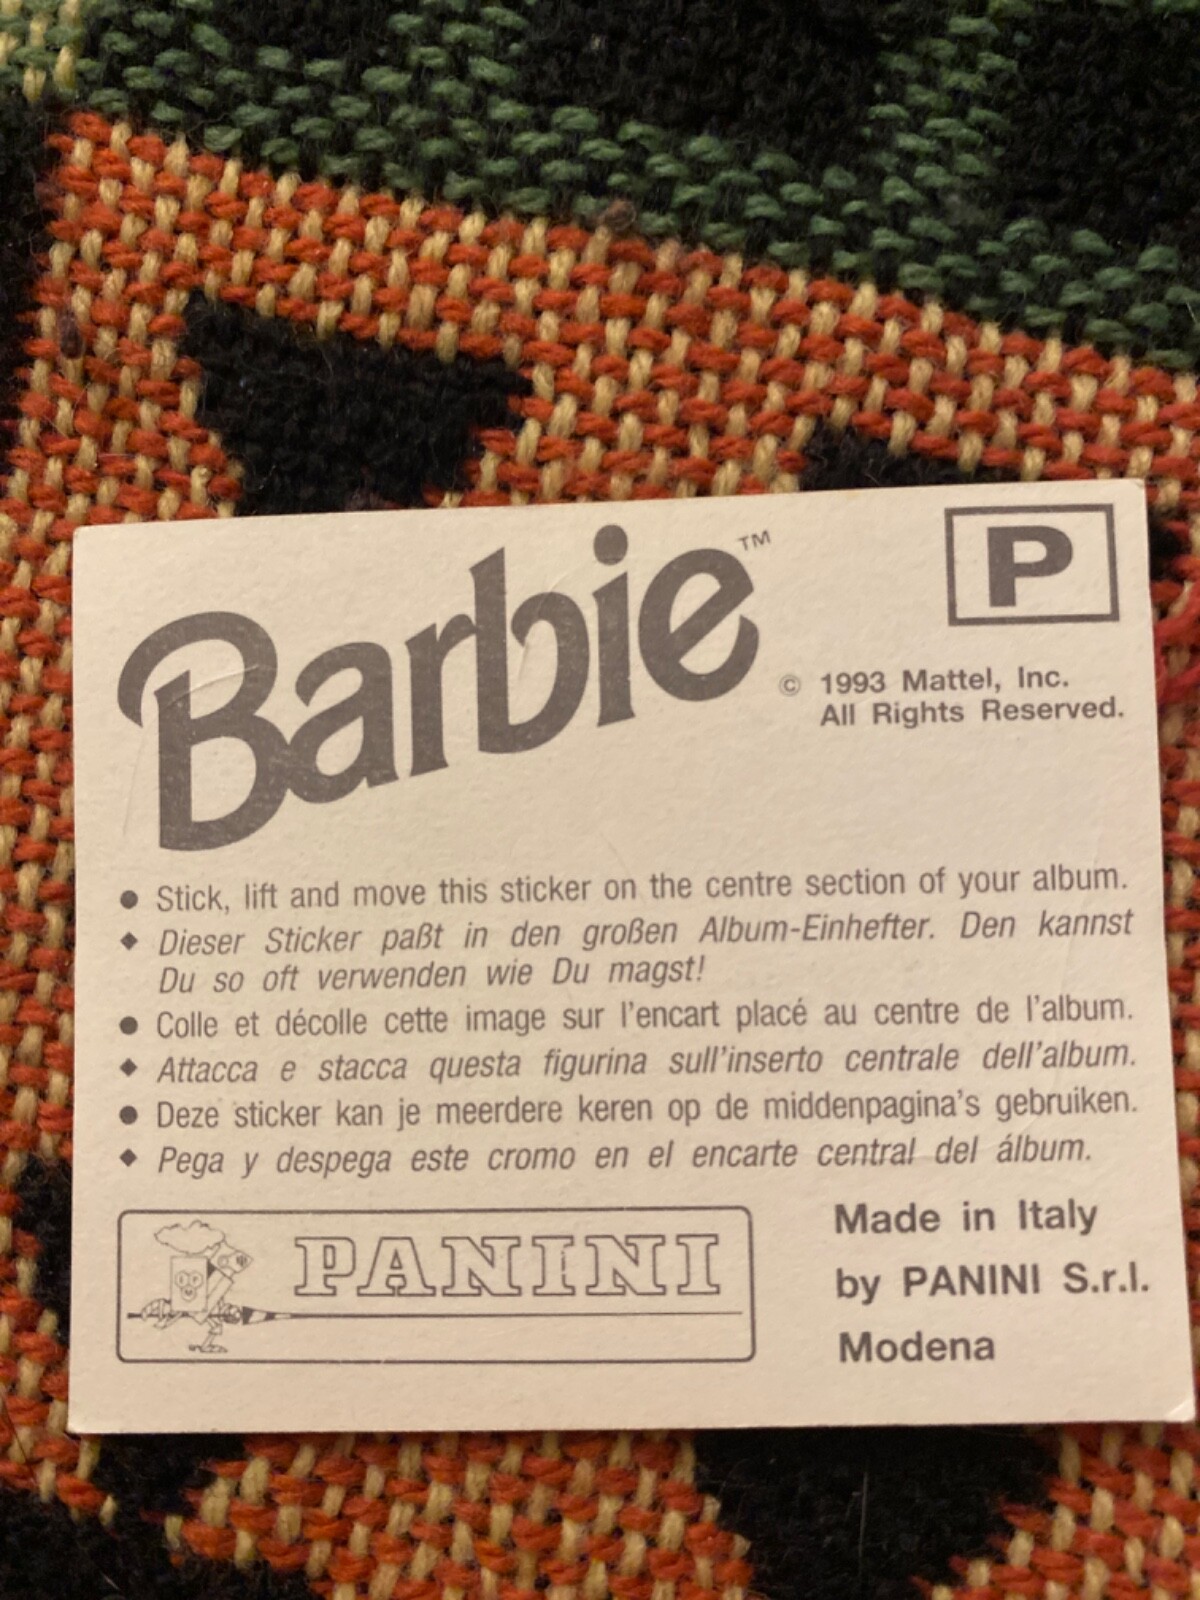 Barbie™
P
© 1993 Mattel, Inc.
All Rights Reserved.
● Stick, lift and move this sticker on the centre section of your album.
◆ Dieser Sticker paßt in den großen Album-Einhefter. Den kannst
Du so oft verwenden wie Du magst!
● Colle et décolle cette image sur l'encart placé au centre de l'album.
◆ Attacca e stacca questa figurina sull'inserto centrale dell'album.
● Deze sticker kan je meerdere keren op de middenpagina's gebruiken.
◆ Pega y despega este cromo en el encarte central del álbum.
PANINI
Made in Italy
by PANINI S.r.l.
Modena